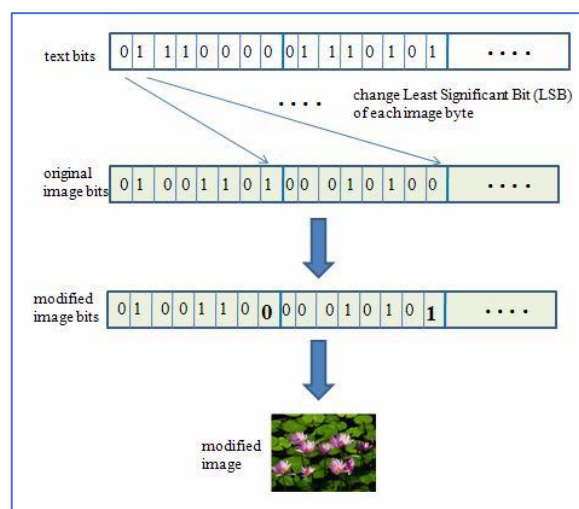 text bits 0 1 1 1 0 0 0 0 0 1 1 1 0 1 0 1 ....
.... change Least Significant Bit (LSB)
of each image byte
original
image bits 0 1 0 0 1 1 0 1 0 0 0 1 0 1 0 0 ....
modified
image bits 0 1 0 0 1 1 0 0 0 0 0 1 0 1 0 1 ....
modified
image